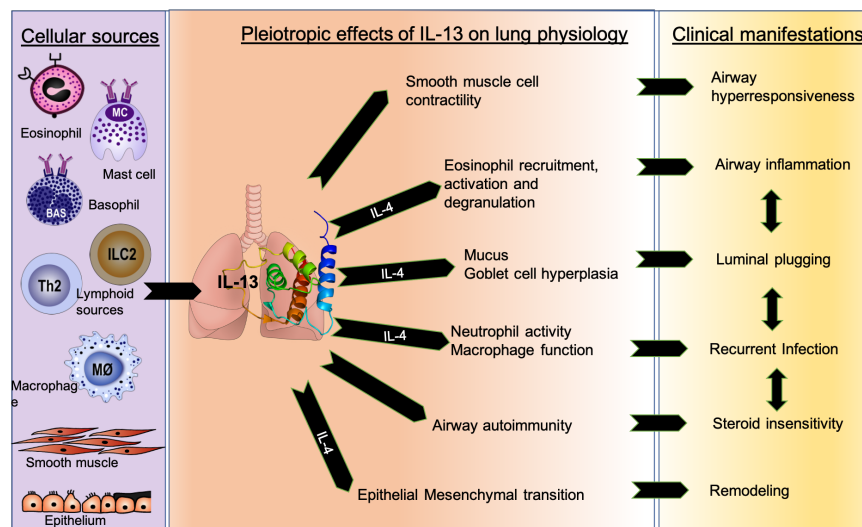 Cellular sources
Eosinophil
MC
Mast cell
BAS
Basophil
ILC2
Th2
Lymphoid
sources
MØ
Macrophag
e
Smooth muscle
Epithelium
Pleiotropic effects of IL-13 on lung physiology
IL-13
Smooth muscle cell
contractility
IL-4
Eosinophil recruitment,
activation and
degranulation
IL-4
Mucus
Goblet cell hyperplasia
IL-4
Neutrophil activity
Macrophage function
Airway autoimmunity
IL-4
Epithelial Mesenchymal transition
Clinical manifestations
Airway
hyperresponsiveness
Airway inflammation
Luminal plugging
Recurrent Infection
Steroid insensitivity
Remodeling